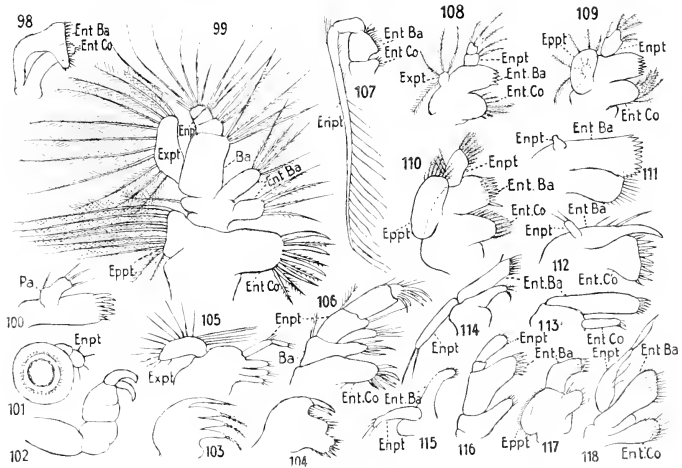 98
Ent Ba
Ent Co
99
Enpt
Expt
Ba
Ent Ba
Eppt
Ent Co
107
Ent Ba
Ent Co
Enpt
108
Enpt
Ent.Ba
Ent.Co
Expt
109
Eppt
Enpt
Ent Co
110
Enpt
Ent. Ba
Ent.Co
Eppt
111
Enpt
Ent Ba
112
Ent Ba
Enpt
Ent.Co
Pa
100
105
Expt
Ba
106
Enpt
Ent.Co
114
Enpt
Ent.Ba
113
Ent Co
101
Enpt
102
103
104
115
Ent.Ba
Enpt
116
Enpt
Ent.Ba
117
Eppt
118
Enpt
Ent Ba
Ent.Co